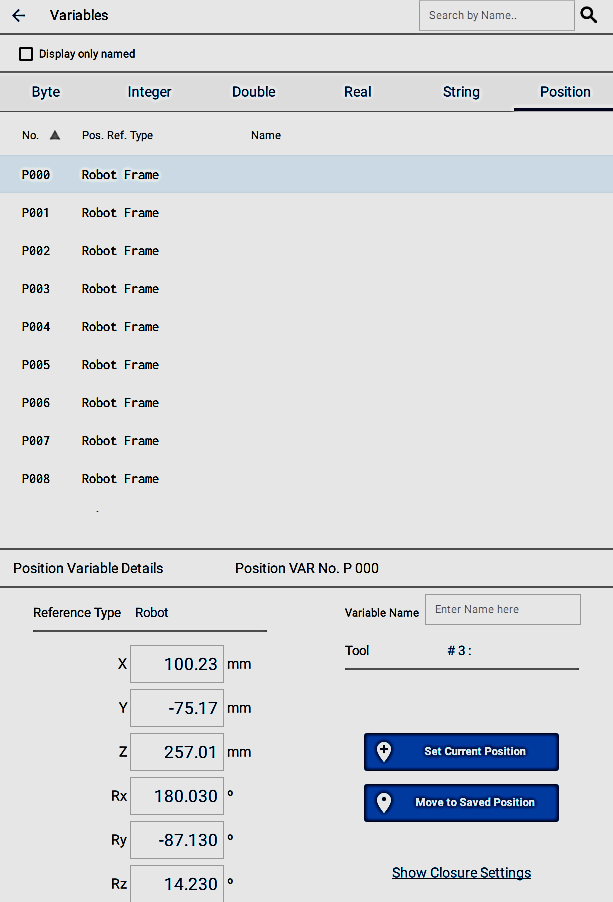 Variables
Search by Name..
Display only named
Byte Integer Double Real String Position
No. Pos. Ref. Type Name
P000 Robot Frame
P001 Robot Frame
P002 Robot Frame
P003 Robot Frame
P004 Robot Frame
P005 Robot Frame
P006 Robot Frame
P007 Robot Frame
P008 Robot Frame
Position Variable Details Position VAR No. P 000
Reference Type Robot
Variable Name Enter Name here
Tool # 3 :
X 100.23 mm
Y -75.17 mm
Z 257.01 mm
Rx 180.030 º
Ry -87.130 º
Rz 14.230 º
Set Current Position
Move to Saved Position
Show Closure Settings